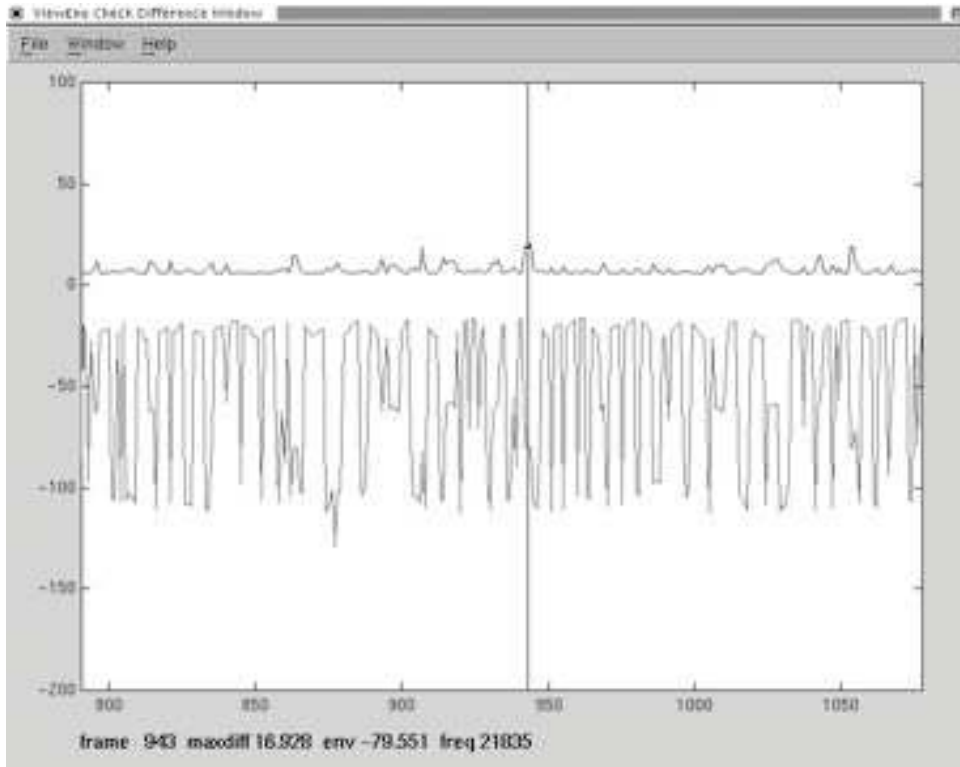 ViewEnv Check Difference Window
File Window Help
100
50
0
-50
-100
-150
-200
800 850 900 950 1000 1050
frame 943 maxdiff 16.928 env -79.551 freq 21835